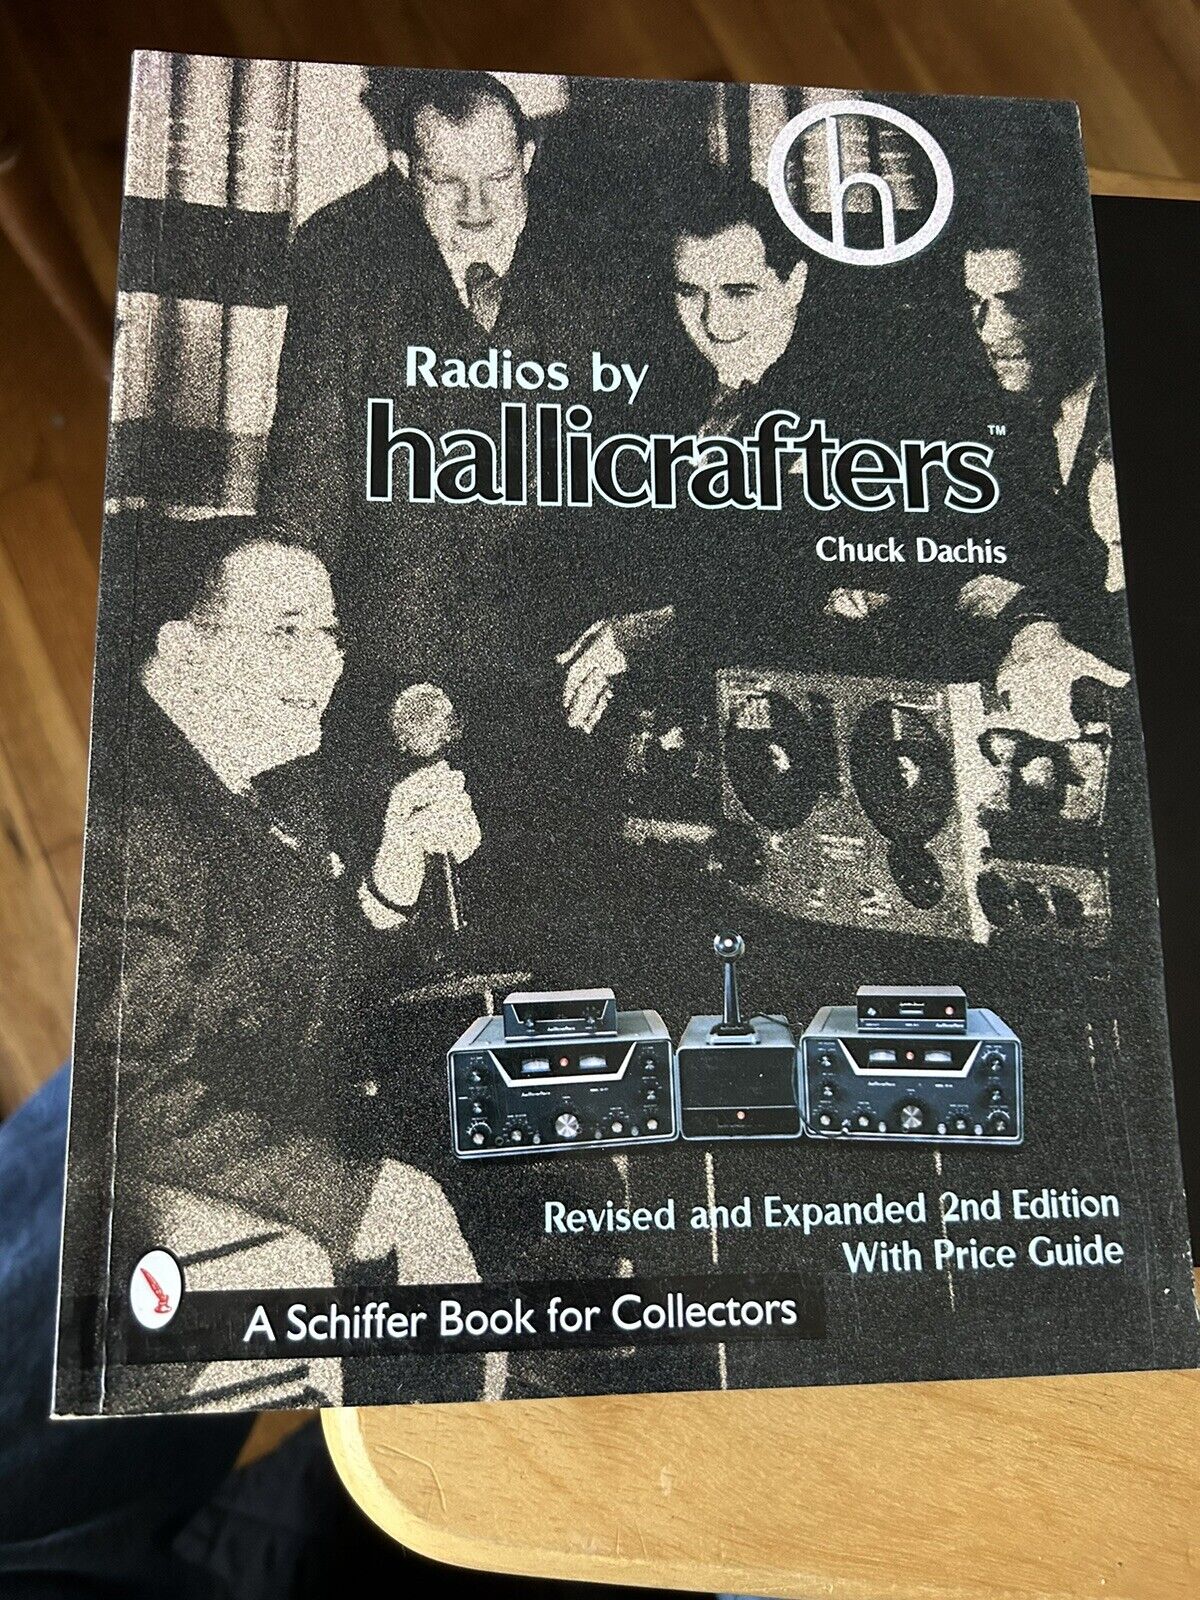 h
Radios by
hallicrafters™
Chuck Dachis
Revised and Expanded 2nd Edition
With Price Guide
A Schiffer Book for Collectors